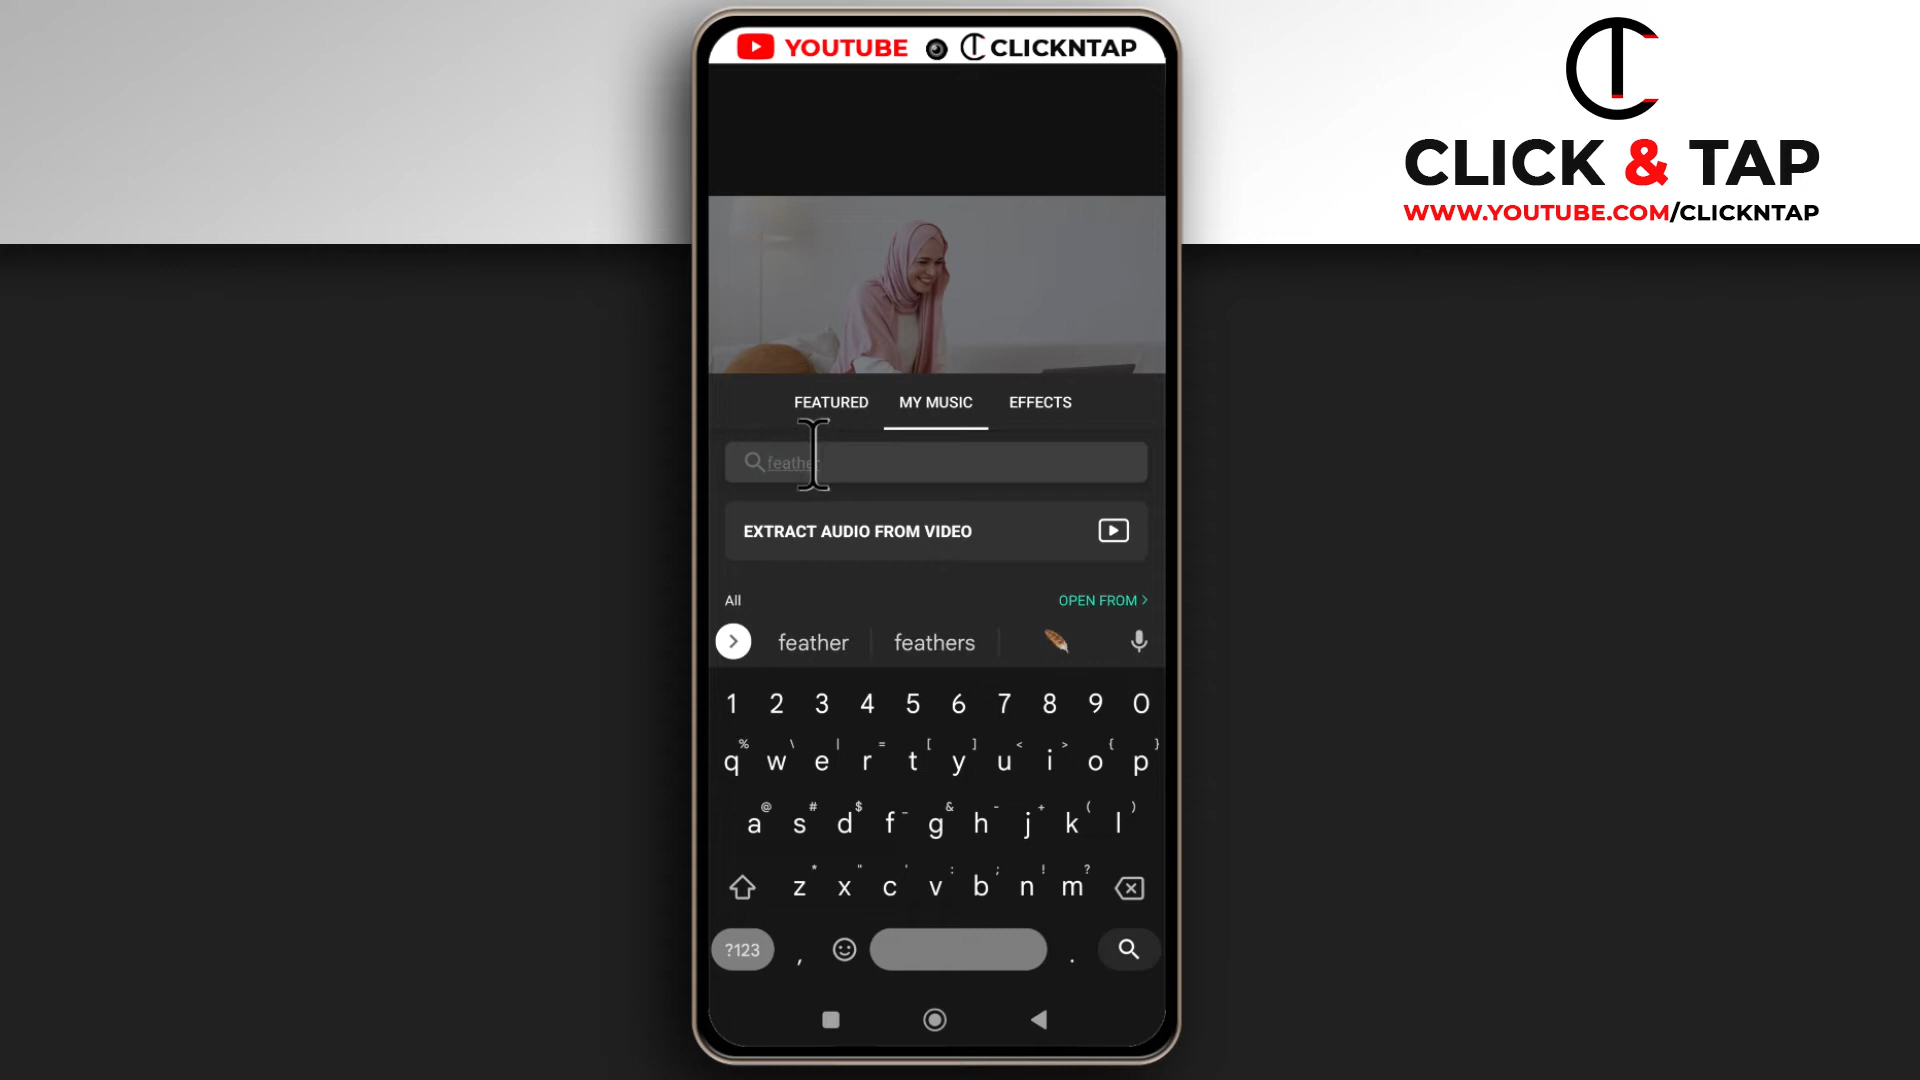 YOUTUBE CLICKNTAP
CLICK & TAP
WWW.YOUTUBE.COM/CLICKNTAP
FEATURED MY MUSIC EFFECTS
feather
EXTRACT AUDIO FROM VIDEO
All OPEN FROM >
feather feathers
1 2 3 4 5 6 7 8 9 0
% \ | = [ ] < > { }
q w e r t y u i o p
@ # $ _ & - + ( )
a s d f g h j k l
* " ' : ; ! ?
z x c v b n m
?123 , .